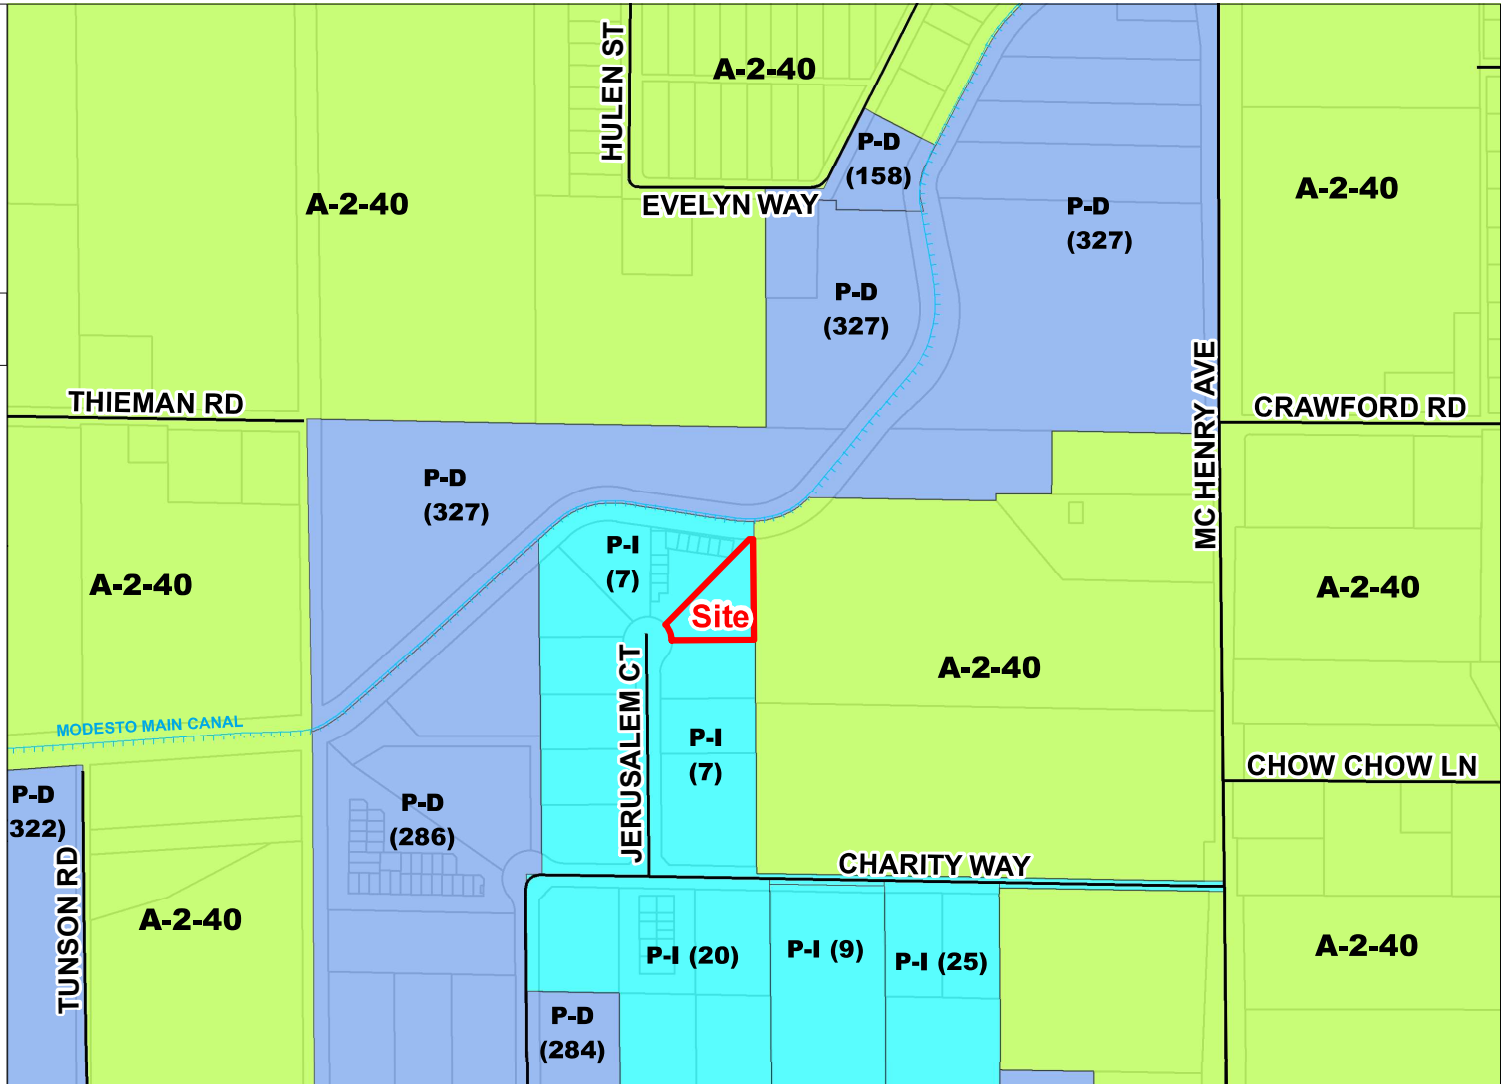 HULEN ST
A-2-40
P-D
(158)
A-2-40
A-2-40
EVELYN WAY
P-D
(327)
P-D
(327)
MC HENRY AVE
THIEMAN RD
CRAWFORD RD
P-D
(327)
P-I
(7)
A-2-40
A-2-40
Site
A-2-40
JERUSALEM CT
MODESTO MAIN CANAL
P-I
(7)
CHOW CHOW LN
P-D
322)
P-D
(286)
CHARITY WAY
TUNSON RD
A-2-40
P-I (20)
P-I (9)
P-I (25)
A-2-40
P-D
(284)